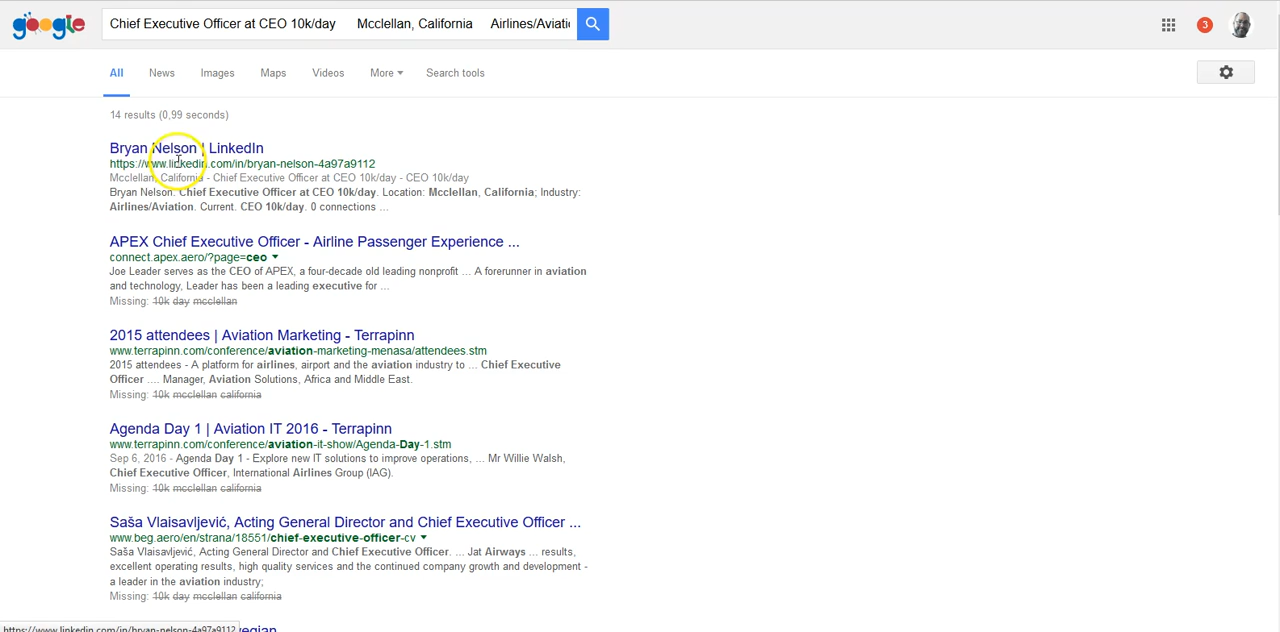 Google
Chief Executive Officer at CEO 10k/day Mcclellan, California Airlines/Aviatic
3
All News Images Maps Videos More Search tools
14 results (0,99 seconds)
Bryan Nelson | LinkedIn
https://www.linkedin.com/in/bryan-nelson-4a97a9112
Mcclellan, California - Chief Executive Officer at CEO 10k/day - CEO 10k/day
Bryan Nelson. Chief Executive Officer at CEO 10k/day. Location: Mcclellan, California; Industry:
Airlines/Aviation. Current. CEO 10k/day. 0 connections ...
APEX Chief Executive Officer - Airline Passenger Experience ...
connect.apex.aero/?page=ceo
Joe Leader serves as the CEO of APEX, a four-decade old leading nonprofit ... A forerunner in aviation
and technology, Leader has been a leading executive for ...
Missing: 10k day mcclellan
2015 attendees | Aviation Marketing - Terrapinn
www.terrapinn.com/conference/aviation-marketing-menasa/attendees.stm
2015 attendees - A platform for airlines, airport and the aviation industry to ... Chief Executive
Officer .... Manager, Aviation Solutions, Africa and Middle East.
Missing: 10k mcclellan california
Agenda Day 1 | Aviation IT 2016 - Terrapinn
www.terrapinn.com/conference/aviation-it-show/Agenda-Day-1.stm
Sep 6, 2016 - Agenda Day 1 - Explore new IT solutions to improve operations, ... Mr Willie Walsh,
Chief Executive Officer, International Airlines Group (IAG).
Missing: 10k mcclellan california
Saša Vlaisavljević, Acting General Director and Chief Executive Officer ...
www.beg.aero/en/strana/18551/chief-executive-officer-cv
Saša Vlaisavljević, Acting General Director and Chief Executive Officer. ... Jat Airways ... results,
excellent operating results, high quality services and the continued company growth and development -
a leader in the aviation industry;
Missing: 10k day mcclellan california
https://www.linkedin.com/in/bryan-nelson-4a97a9112